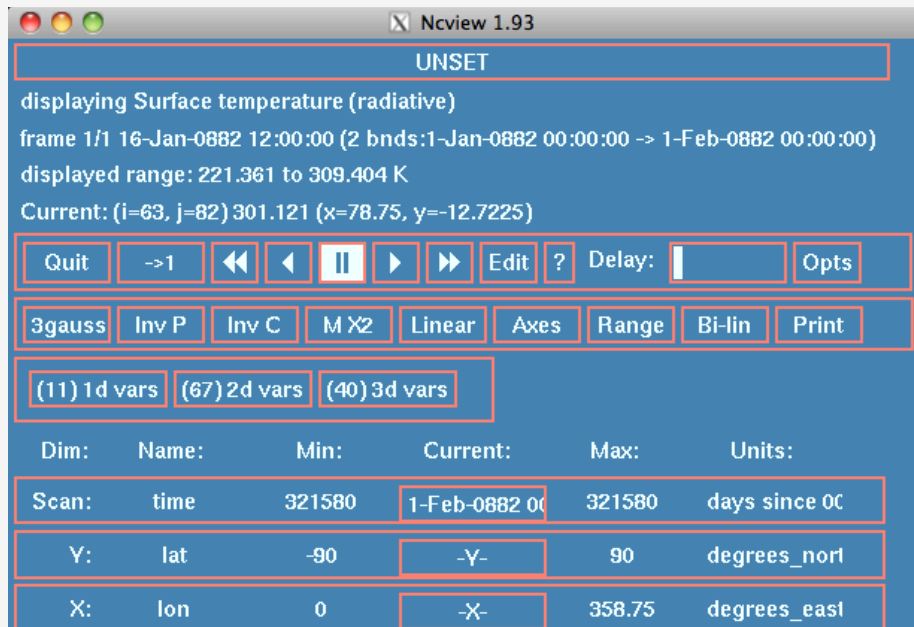 Ncview 1.93
UNSET
displaying Surface temperature (radiative)
frame 1/1 16-Jan-0882 12:00:00 (2 bnds:1-Jan-0882 00:00:00 -> 1-Feb-0882 00:00:00)
displayed range: 221.361 to 309.404 K
Current: (i=63, j=82) 301.121 (x=78.75, y=-12.7225)
Quit ->1 Edit ? Delay: Opts
3gauss Inv P Inv C M X2 Linear Axes Range Bi-lin Print
(11) 1d vars (67) 2d vars (40) 3d vars
Dim: Name: Min: Current: Max: Units:
Scan: time 321580 1-Feb-0882 00 321580 days since 00
Y: lat -90 -Y- 90 degrees_nort
X: lon 0 -X- 358.75 degrees_east